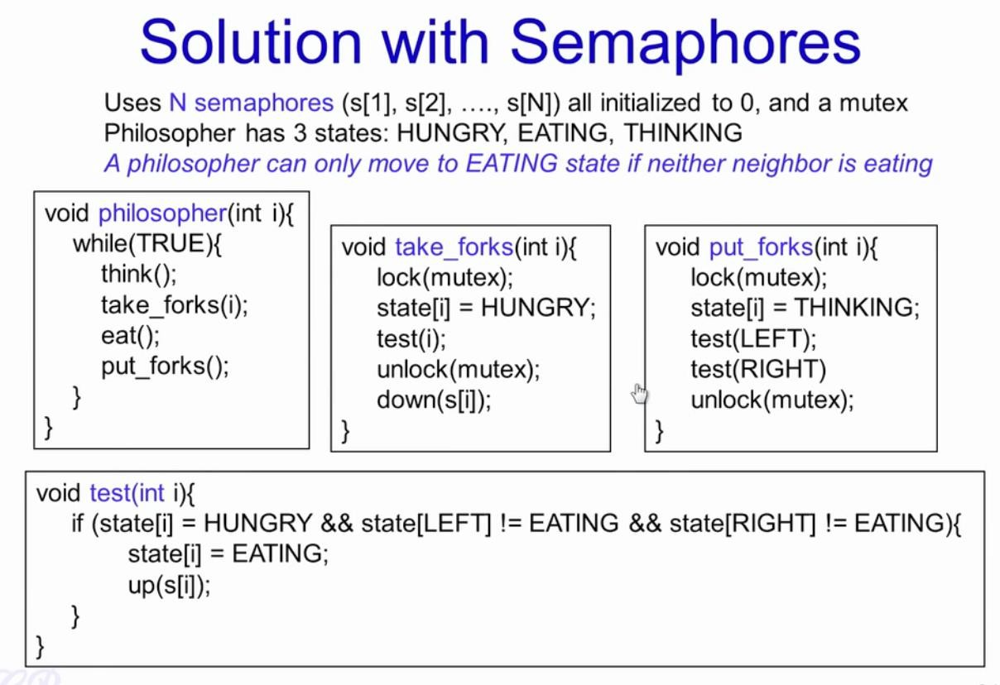 Solution with Semaphores
Uses N semaphores (s[1], s[2], …., s[N]) all initialized to 0, and a mutex
Philosopher has 3 states: HUNGRY, EATING, THINKING
A philosopher can only move to EATING state if neither neighbor is eating
void philosopher(int i){
while(TRUE){
think();
take_forks(i);
eat();
put_forks();
}
}
void take_forks(int i){
lock(mutex);
state[i] = HUNGRY;
test(i);
unlock(mutex);
down(s[i]);
}
void put_forks(int i){
lock(mutex);
state[i] = THINKING;
test(LEFT);
test(RIGHT)
unlock(mutex);
}
void test(int i){
if (state[i] = HUNGRY && state[LEFT] != EATING && state[RIGHT] != EATING){
state[i] = EATING;
up(s[i]);
}
}